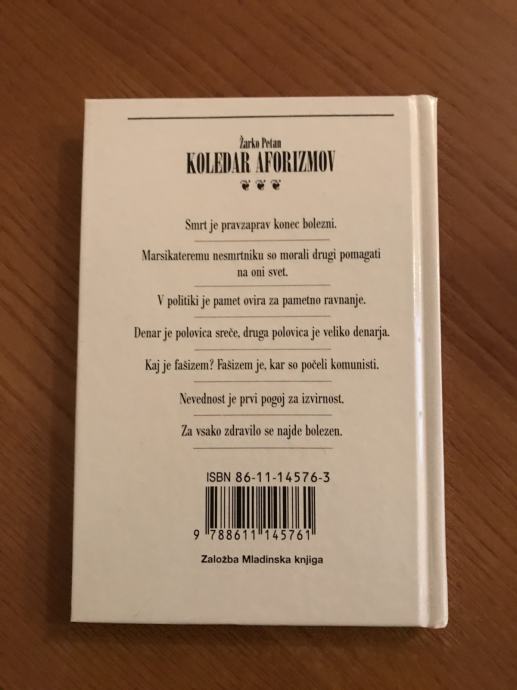 Žarko Petan
KOLEDAR AFORIZMOV
Smrt je pravzaprav konec bolezni.
Marsikateremu nesmrtniku so morali drugi pomagati
na oni svet.
V politiki je pamet ovira za pametno ravnanje.
Denar je polovica sreče, druga polovica je veliko denarja.
Kaj je fašizem? Fašizem je, kar so počeli komunisti.
Nevednost je prvi pogoj za izvirnost.
Za vsako zdravilo se najde bolezen.
ISBN 86-11-14576-3
9 788611 145761
Založba Mladinska knjiga